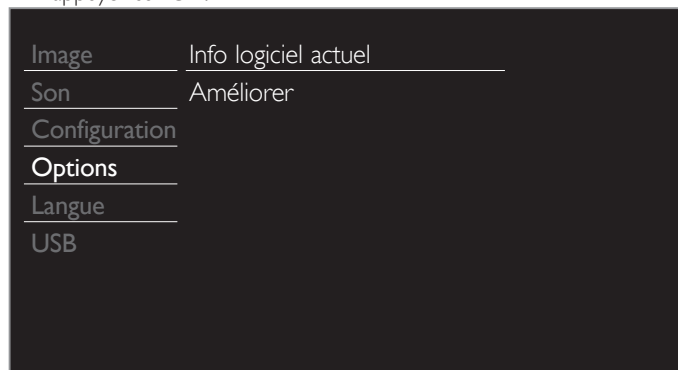 Image
Info logiciel actuel
Son
Améliorer
Configuration
Options
Langue
USB